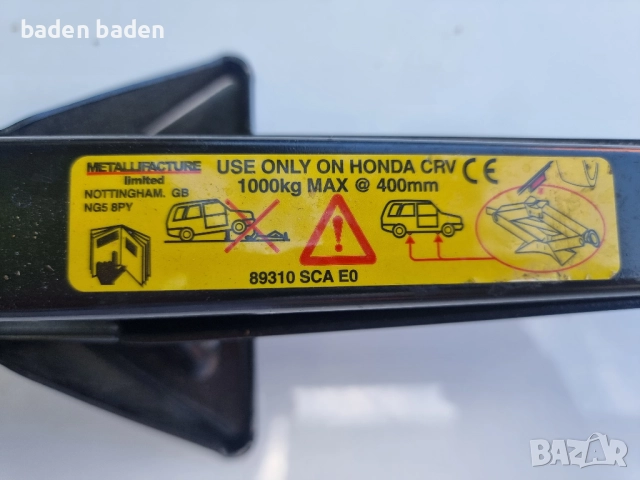 baden baden
METALLIFACTURE
limited
NOTTINGHAM. GB
NG5 8PY
USE ONLY ON HONDA CRV CE
1000kg MAX @ 400mm
89310 SCA E0
BAZAR